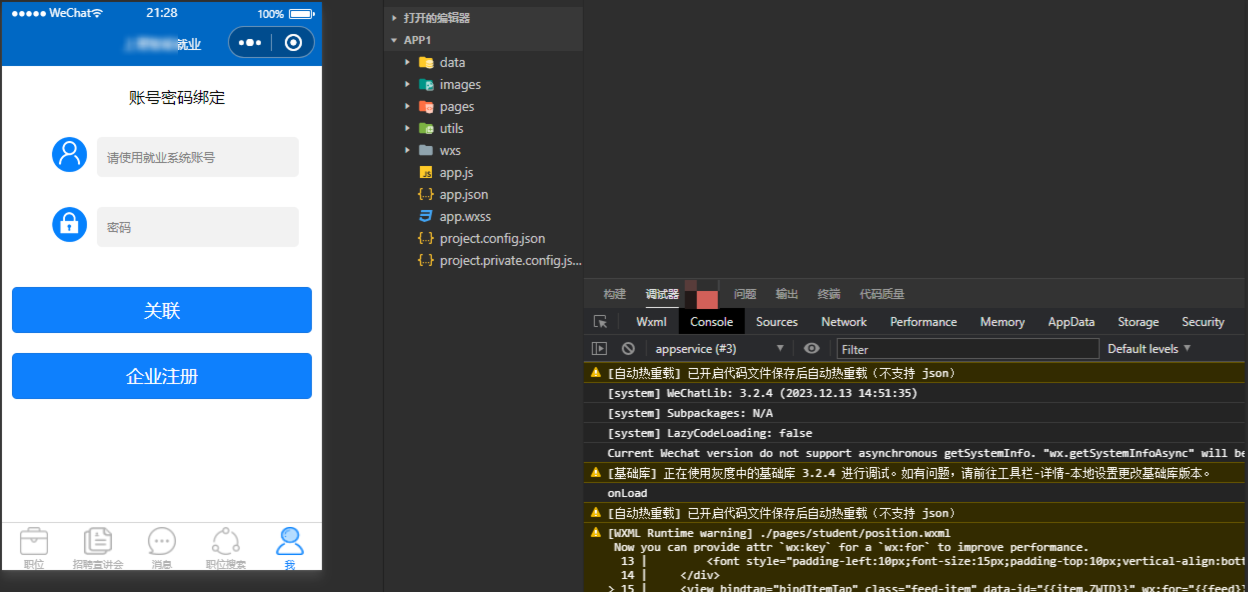 ●●●●● WeChat
21:28
100%
就业
账号密码绑定
请使用就业系统账号
密码
关联
企业注册
职位
招聘宣讲会
消息
职位搜索
我
打开的编辑器
APP1
data
images
pages
utils
wxs
app.js
app.json
app.wxss
project.config.json
project.private.config.js...
构建 调试器 问题 输出 终端 代码质量
Wxml Console Sources Network Performance Memory AppData Storage Security
appservice (#3) Filter Default levels
[自动热重载] 已开启代码文件保存后自动热重载（不支持 json）
[system] WeChatLib: 3.2.4 (2023.12.13 14:51:35)
[system] Subpackages: N/A
[system] LazyCodeLoading: false
Current Wechat version do not support asynchronous getSystemInfo. "wx.getSystemInfoAsync" will be
[基础库] 正在使用灰度中的基础库 3.2.4 进行调试。如有问题，请前往工具栏-详情-本地设置更改基础库版本。
onLoad
[自动热重载] 已开启代码文件保存后自动热重载（不支持 json）
[WXML Runtime warning] ./pages/student/position.wxml
Now you can provide attr `wx:key` for a `wx:for` to improve performance.
13 | <font style="padding-left:10px;font-size:15px;padding-top:10px;vertical-align:bott
14 | </div>
> 15 | <view bindtap="bindItemTap" class="feed-item" data-id="{{item.ZWID}}" wx:for="{{feed}}